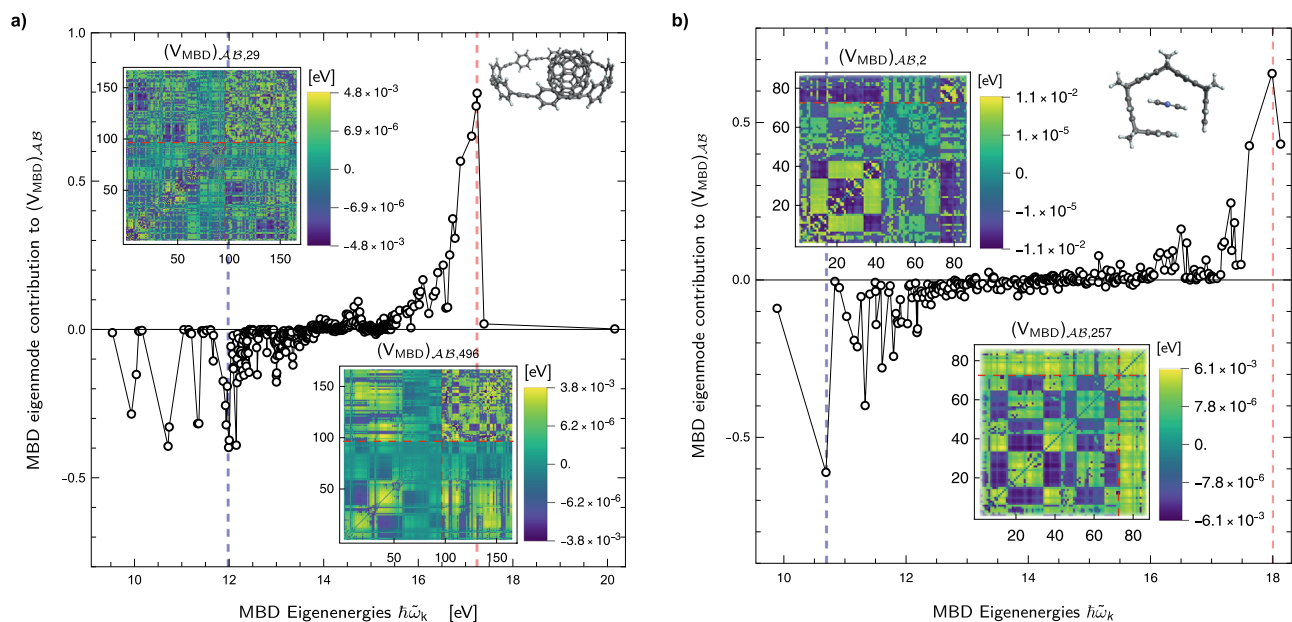 a)
MBD eigenmode contribution to (V_MBD)_𝒜ℬ
1.0
0.5
0.0
−0.5
10
12
14
16
18
20
MBD Eigenenergies ℏω̃_k [eV]
(V_MBD)_𝒜ℬ,29
150
100
50
50
100
150
[eV]
4.8 × 10⁻³
6.9 × 10⁻⁶
0.
−6.9 × 10⁻⁶
−4.8 × 10⁻³
(V_MBD)_𝒜ℬ,496
150
100
50
50
100
150
[eV]
3.8 × 10⁻³
6.2 × 10⁻⁶
0.
−6.2 × 10⁻⁶
−3.8 × 10⁻³
b)
MBD eigenmode contribution to (V_MBD)_𝒜ℬ
0.5
0.0
−0.5
10
12
14
16
18
MBD Eigenenergies ℏω̃_k
(V_MBD)_𝒜ℬ,2
80
60
40
20
20
40
60
80
[eV]
1.1 × 10⁻²
1. × 10⁻⁵
0.
−1. × 10⁻⁵
−1.1 × 10⁻²
(V_MBD)_𝒜ℬ,257
80
60
40
20
20
40
60
80
[eV]
6.1 × 10⁻³
7.8 × 10⁻⁶
0.
−7.8 × 10⁻⁶
−6.1 × 10⁻³